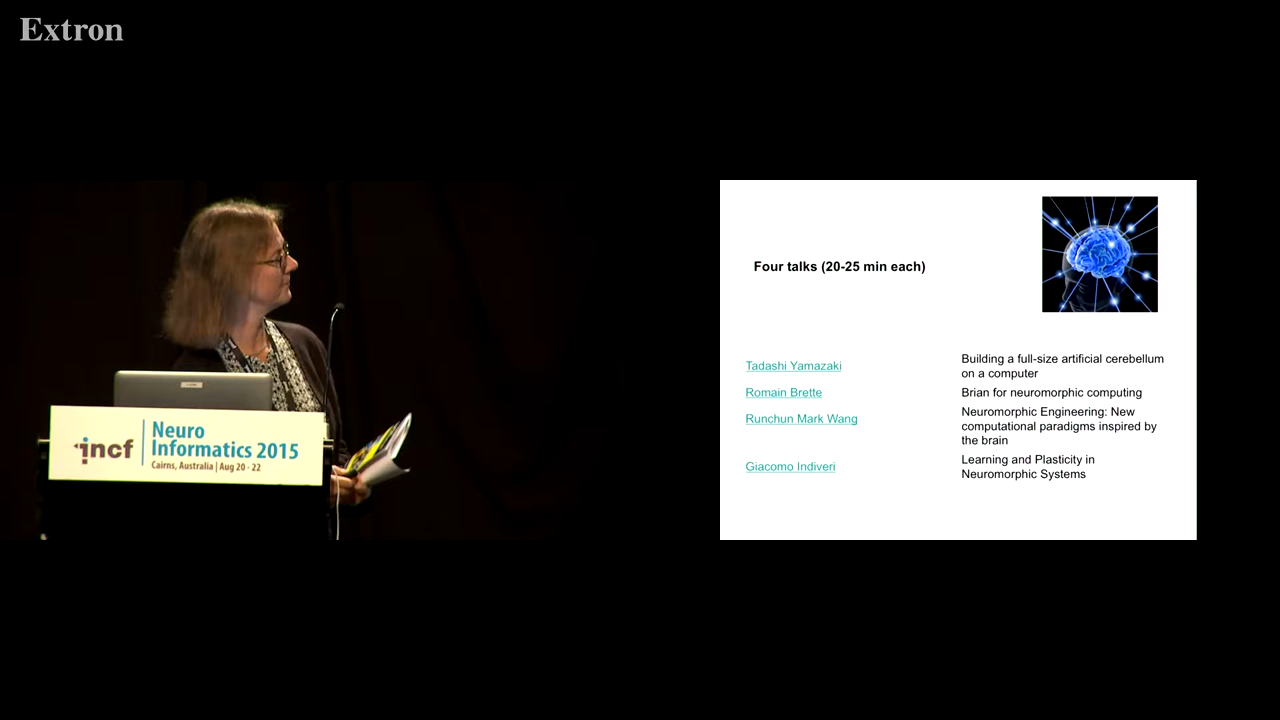 Extron
incf
Neuro
Informatics 2015
Cairns, Australia | Aug 20 - 22
Four talks (20-25 min each)
Tadashi Yamazaki
Building a full-size artificial cerebellum
on a computer
Romain Brette
Brian for neuromorphic computing
Runchun Mark Wang
Neuromorphic Engineering: New
computational paradigms inspired by
the brain
Giacomo Indiveri
Learning and Plasticity in
Neuromorphic Systems